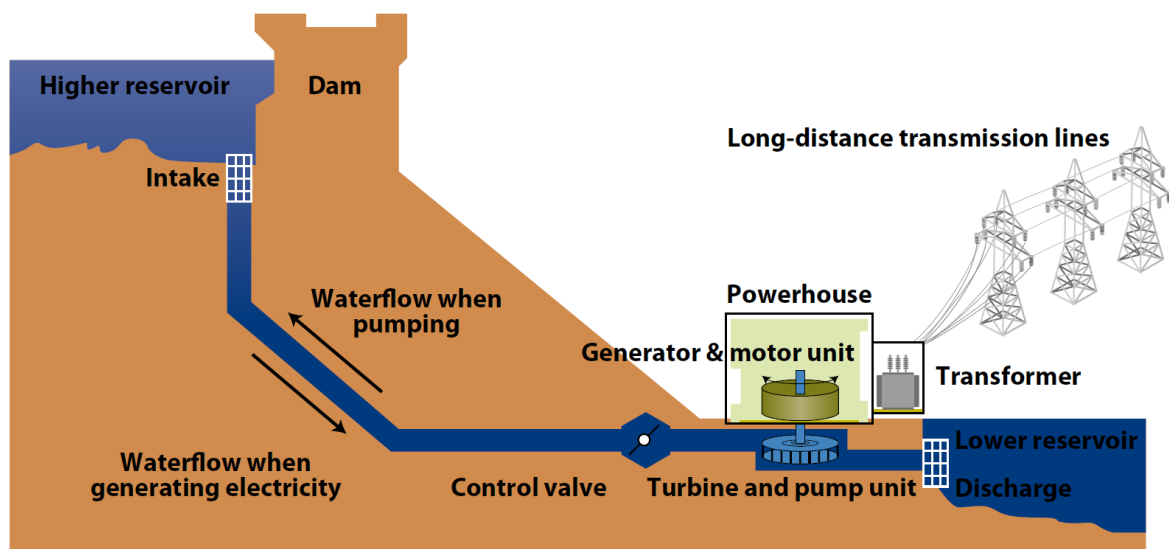 Higher reservoir
Dam
Long-distance transmission lines
Intake
Waterflow when
pumping
Powerhouse
Generator & motor unit
Transformer
Waterflow when
generating electricity
Control valve
Turbine and pump unit
Lower reservoir
Discharge